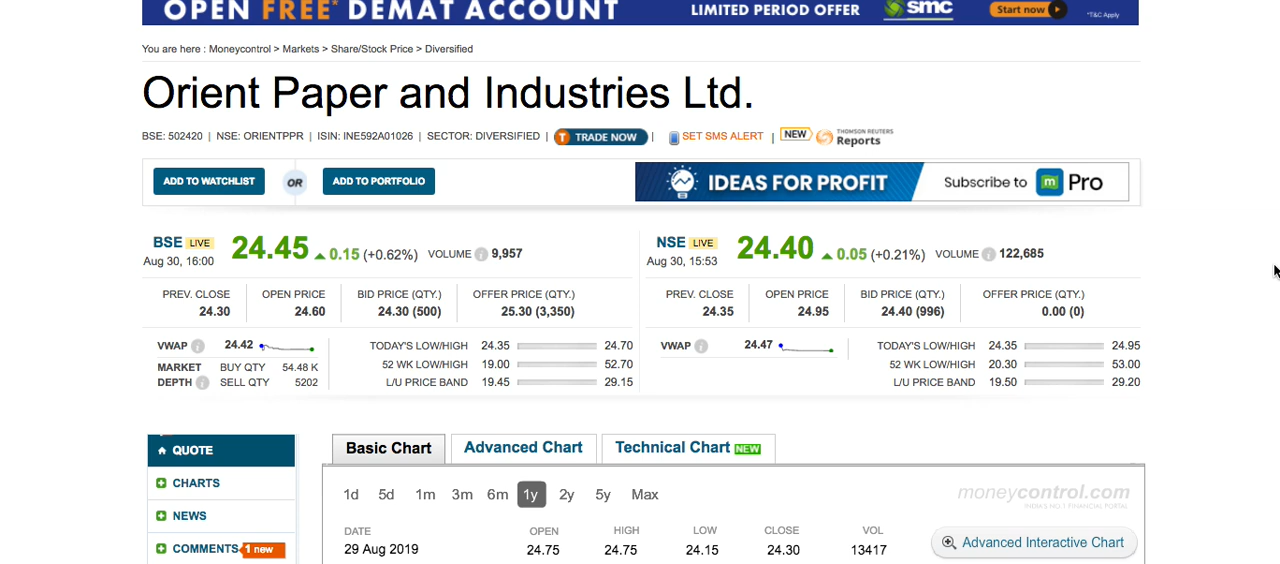 OPEN FREE* DEMAT ACCOUNT LIMITED PERIOD OFFER smc Start now *T&C Apply
You are here : Moneycontrol > Markets > Share/Stock Price > Diversified
Orient Paper and Industries Ltd.
BSE: 502420 | NSE: ORIENTPPR | ISIN: INE592A01026 | SECTOR: DIVERSIFIED | T TRADE NOW | SET SMS ALERT | NEW THOMSON REUTERS Reports
ADD TO WATCHLIST OR ADD TO PORTFOLIO IDEAS FOR PROFIT Subscribe to m Pro
BSE LIVE 24.45 0.15 (+0.62%) VOLUME 9,957
Aug 30, 16:00
NSE LIVE 24.40 0.05 (+0.21%) VOLUME 122,685
Aug 30, 15:53
PREV. CLOSE OPEN PRICE BID PRICE (QTY.) OFFER PRICE (QTY.)
24.30 24.60 24.30 (500) 25.30 (3,350)
PREV. CLOSE OPEN PRICE BID PRICE (QTY.) OFFER PRICE (QTY.)
24.35 24.95 24.40 (996) 0.00 (0)
VWAP 24.42
MARKET DEPTH BUY QTY 54.48 K
SELL QTY 5202
TODAY'S LOW/HIGH 24.35 24.70
52 WK LOW/HIGH 19.00 52.70
L/U PRICE BAND 19.45 29.15
VWAP 24.47
TODAY'S LOW/HIGH 24.35 24.95
52 WK LOW/HIGH 20.30 53.00
L/U PRICE BAND 19.50 29.20
QUOTE
CHARTS
NEWS
COMMENTS 1 new
Basic Chart Advanced Chart Technical Chart NEW
1d 5d 1m 3m 6m 1y 2y 5y Max
moneycontrol.com
INDIA'S NO.1 FINANCIAL PORTAL
DATE OPEN HIGH LOW CLOSE VOL
29 Aug 2019 24.75 24.75 24.15 24.30 13417
Advanced Interactive Chart